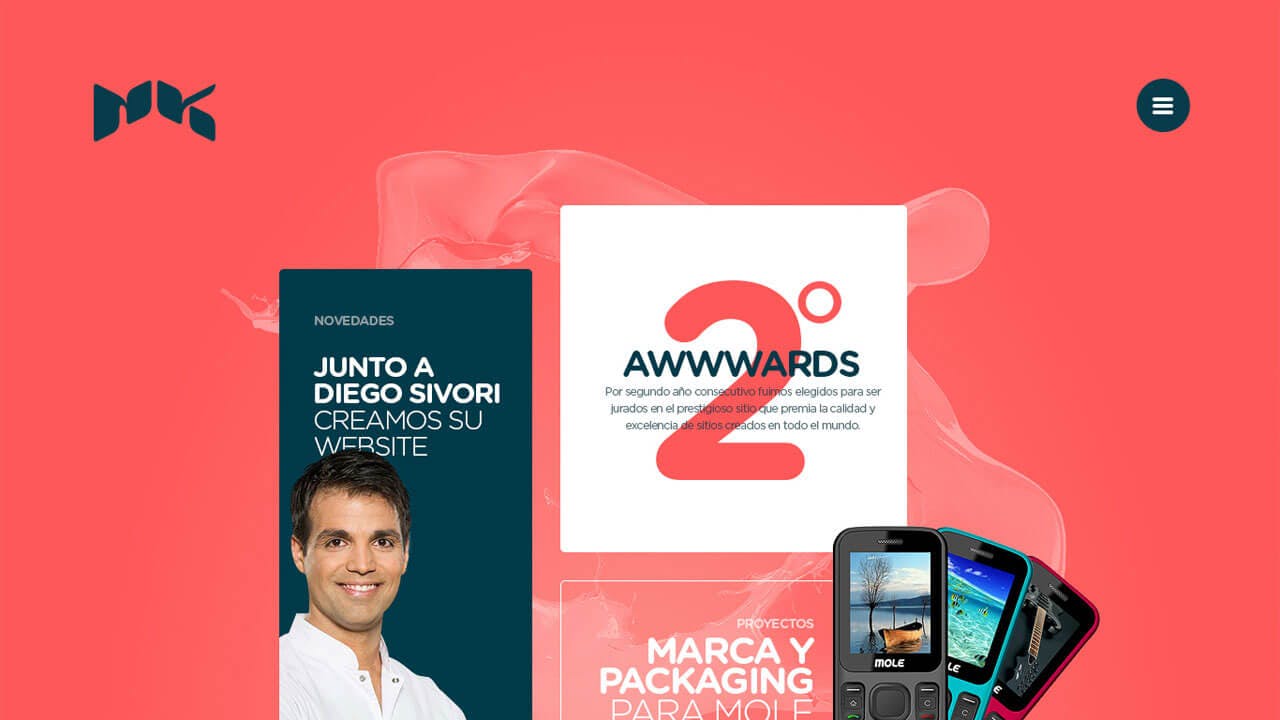 MK
NOVEDADES
JUNTO A
DIEGO SIVORI
CREAMOS SU
WEBSITE
2°
AWWWARDS
Por segundo año consecutivo fuimos elegidos para ser
jurados en el prestigioso sitio que premia la calidad y
excelencia de sitios creados en todo el mundo.
PROYECTOS
MARCA Y
PACKAGING
PARA MOLE
MOLE
LE
E